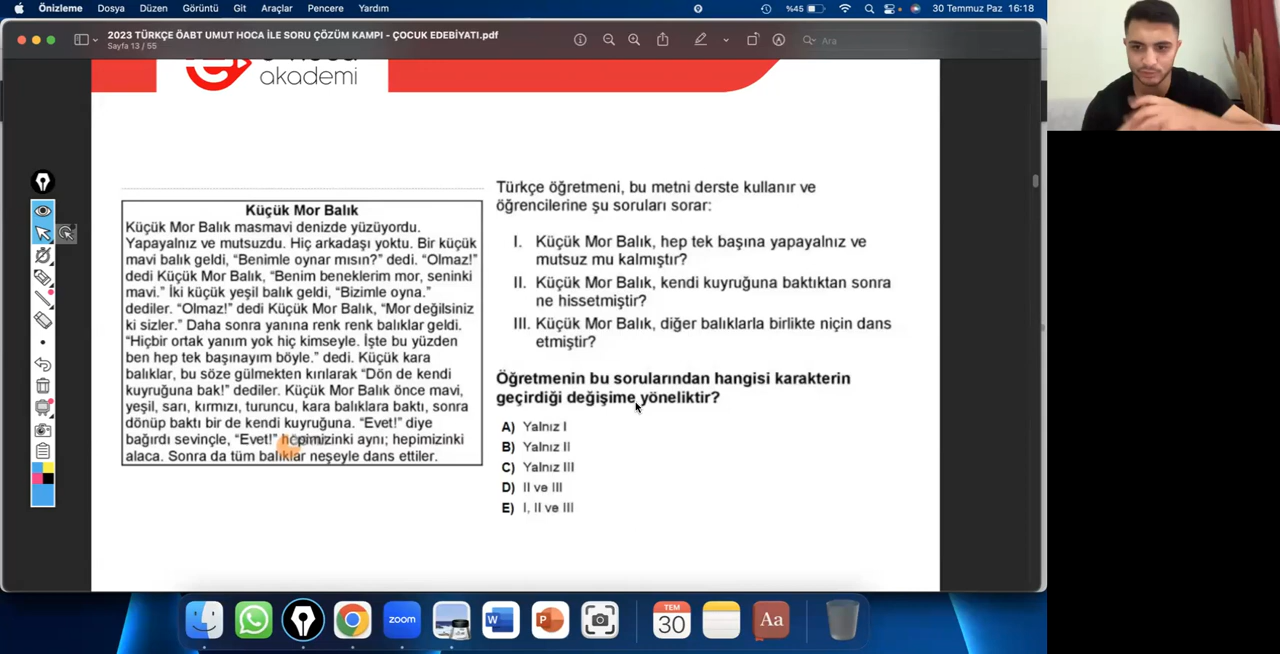 Önizleme Dosya Düzen Görüntü Git Araçlar Pencere Yardım
%45
30 Temmuz Paz 16:18
2023 TÜRKÇE ÖABT UMUT HOCA İLE SORU ÇÖZÜM KAMPI - ÇOCUK EDEBİYATI.pdf
Sayfa 13 / 55
Ara
akademi
Küçük Mor Balık
Küçük Mor Balık masmavi denizde yüzüyordu.
Yapayalnız ve mutsuzdu. Hiç arkadaşı yoktu. Bir küçük
mavi balık geldi, “Benimle oynar mısın?” dedi. “Olmaz!”
dedi Küçük Mor Balık, “Benim beneklerim mor, seninki
mavi.” İki küçük yeşil balık geldi, “Bizimle oyna.”
dediler. “Olmaz!” dedi Küçük Mor Balık, “Mor değilsiniz
ki sizler.” Daha sonra yanına renk renk balıklar geldi.
“Hiçbir ortak yanım yok hiç kimseyle. İşte bu yüzden
ben hep tek başınayım böyle.” dedi. Küçük kara
balıklar, bu söze gülmekten kırılarak “Dön de kendi
kuyruğuna bak!” dediler. Küçük Mor Balık önce mavi,
yeşil, sarı, kırmızı, turuncu, kara balıklara baktı, sonra
dönüp baktı bir de kendi kuyruğuna. “Evet!” diye
bağırdı sevinçle, “Evet!” hepimizinki aynı; hepimizinki
alaca. Sonra da tüm balıklar neşeyle dans ettiler.
Türkçe öğretmeni, bu metni derste kullanır ve
öğrencilerine şu soruları sorar:
I. Küçük Mor Balık, hep tek başına yapayalnız ve
mutsuz mu kalmıştır?
II. Küçük Mor Balık, kendi kuyruğuna baktıktan sonra
ne hissetmiştir?
III. Küçük Mor Balık, diğer balıklarla birlikte niçin dans
etmiştir?
Öğretmenin bu sorularından hangisi karakterin
geçirdiği değişime yöneliktir?
A) Yalnız I
B) Yalnız II
C) Yalnız III
D) II ve III
E) I, II ve III
zoom
W
P
TEM
30
Aa